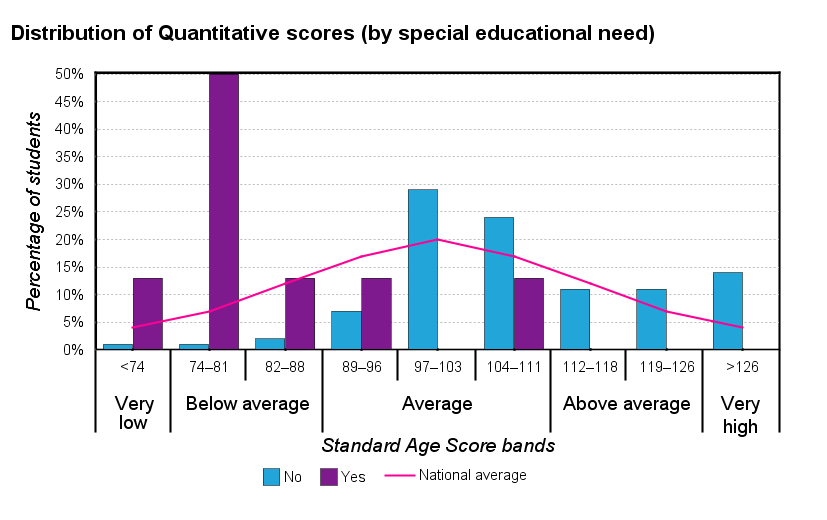 Distribution of Quantitative scores (by special educational need)
Percentage of students
50%
45%
40%
35%
30%
25%
20%
15%
10%
5%
0%
<74 74–81 82–88 89–96 97–103 104–111 112–118 119–126 >126
Very low Below average Average Above average Very high
Standard Age Score bands
No Yes National average